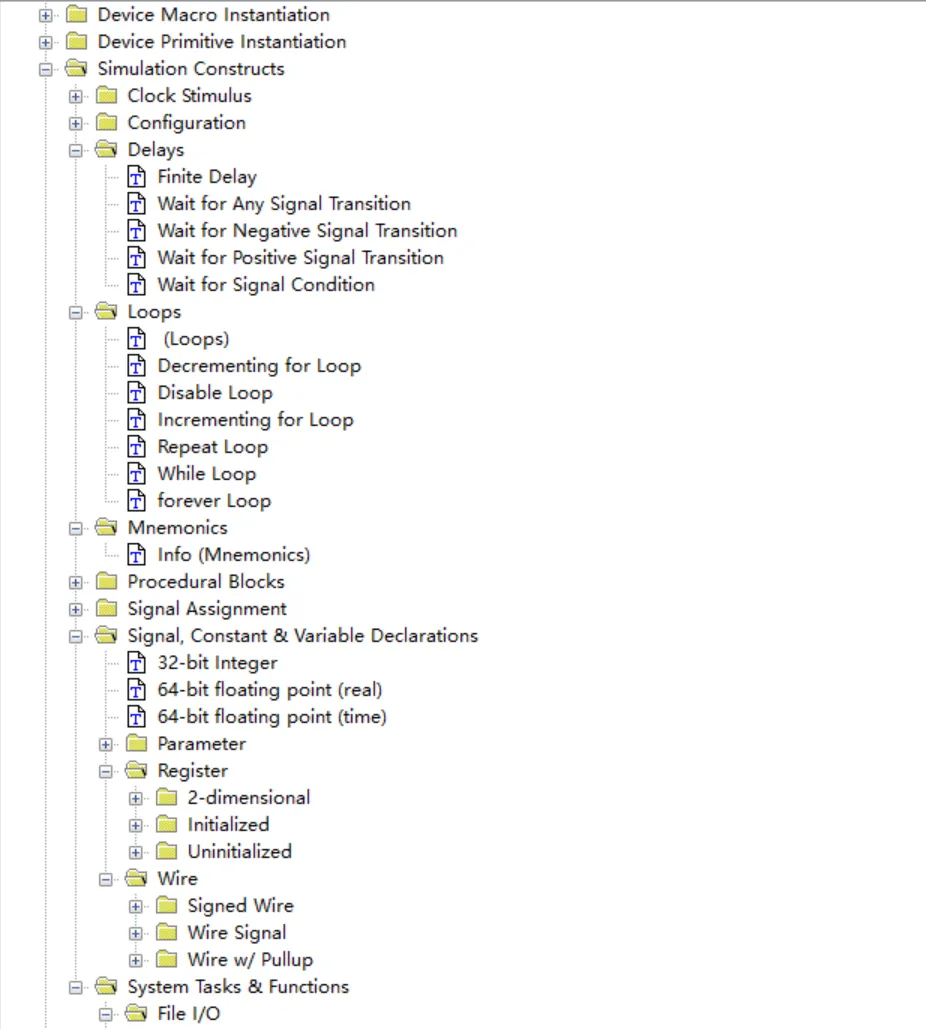 Device Macro Instantiation
Device Primitive Instantiation
Simulation Constructs
Clock Stimulus
Configuration
Delays
Finite Delay
Wait for Any Signal Transition
Wait for Negative Signal Transition
Wait for Positive Signal Transition
Wait for Signal Condition
Loops
(Loops)
Decrementing for Loop
Disable Loop
Incrementing for Loop
Repeat Loop
While Loop
forever Loop
Mnemonics
Info (Mnemonics)
Procedural Blocks
Signal Assignment
Signal, Constant & Variable Declarations
32-bit Integer
64-bit floating point (real)
64-bit floating point (time)
Parameter
Register
2-dimensional
Initialized
Uninitialized
Wire
Signed Wire
Wire Signal
Wire w/ Pullup
System Tasks & Functions
File I/O